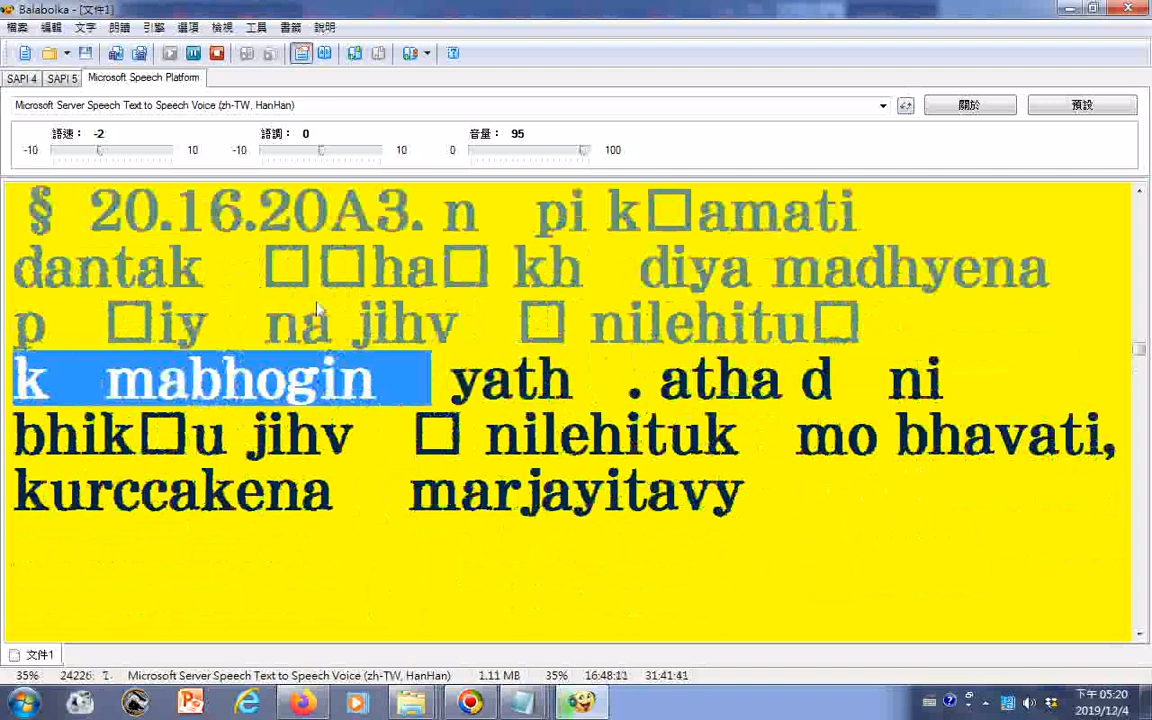 Balabolka - [文件1]
檔案 編輯 文字 朗讀 引擎 選項 檢視 工具 書籤 說明
SAPI 4 SAPI 5 Microsoft Speech Platform
Microsoft Server Speech Text to Speech Voice (zh-TW, HanHan) 關於 預設
語速： -2 語調： 0 音量： 95
-10 10 -10 10 0 100
§ 20.16.20A3. n pi k□amati
dantak □□ha□ kh diya madhyena
p □iy na jihv □ nilehitu□
k mabhogin yath . atha d ni
bhik□u jihv □ nilehituk mo bhavati,
kurccakena marjayitavy
文件1
35% 24226: Microsoft Server Speech Text to Speech Voice (zh-TW, HanHan) 1.11 MB 35% 16:48:11 31:41:41
下午 05:20
2019/12/4